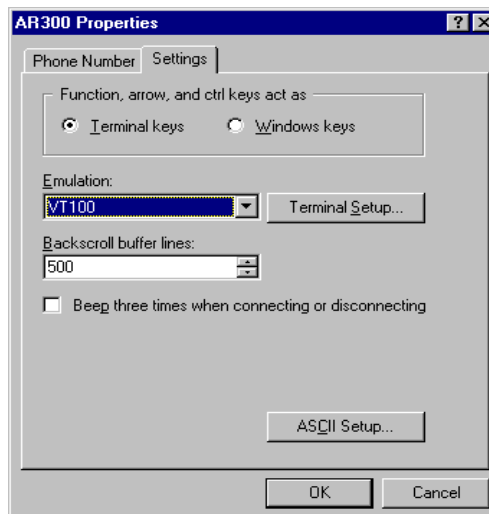 AR300 Properties
Phone Number Settings
Function, arrow, and ctrl keys act as
Terminal keys Windows keys
Emulation:
VT100 Terminal Setup...
Backscroll buffer lines:
500
Beep three times when connecting or disconnecting
ASCII Setup...
OK Cancel